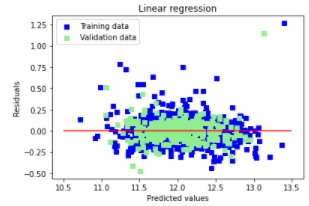 Linear regression
Training data
Validation data
Residuals
1.25
1.00
0.75
0.50
0.25
0.00
−0.25
−0.50
10.5 11.0 11.5 12.0 12.5 13.0 13.5
Predicted values